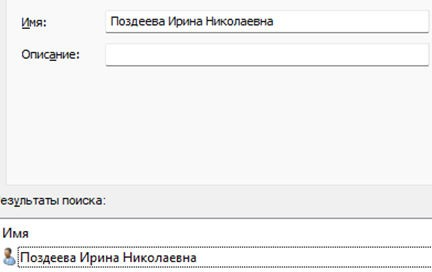 Имя: Поздеева Ирина Николаевна
Описание:
езультаты поиска:
Имя
Поздеева Ирина Николаевна